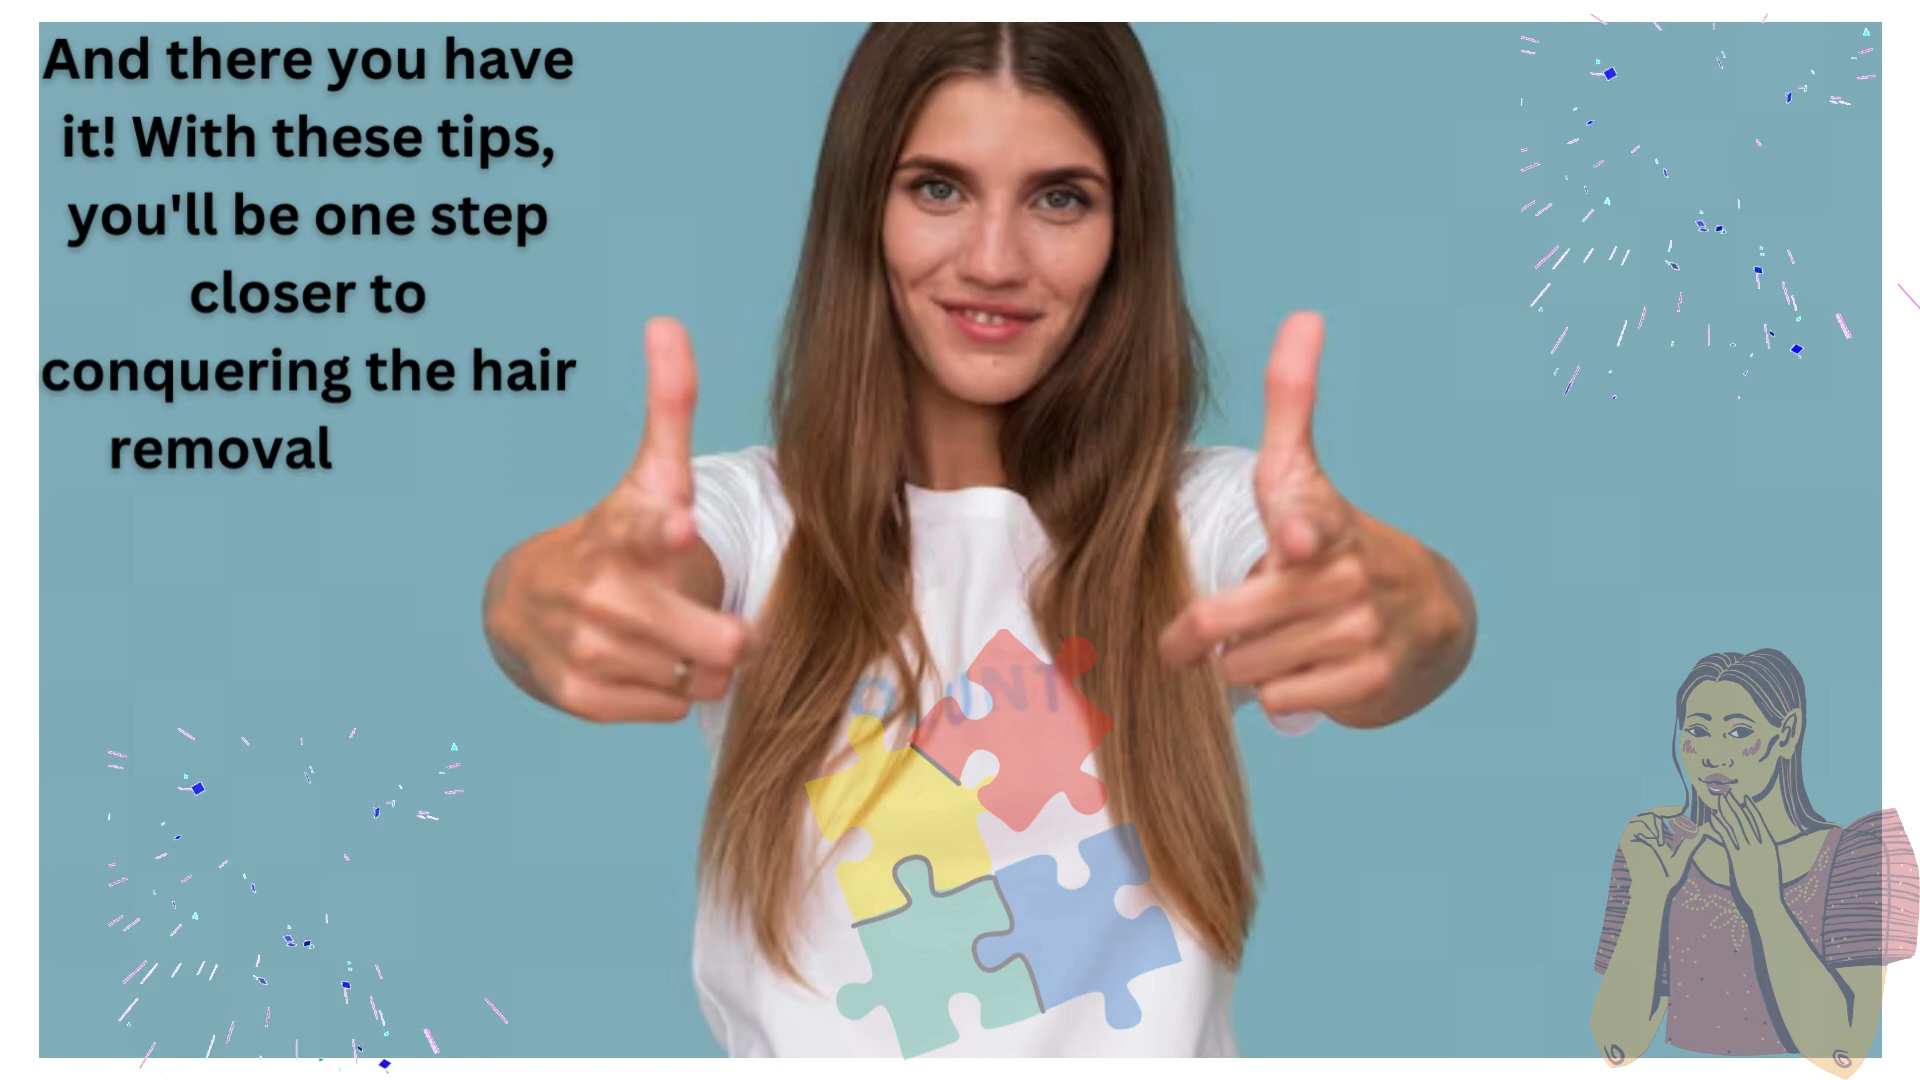 And there you have
it! With these tips,
you'll be one step
closer to
conquering the hair
removal